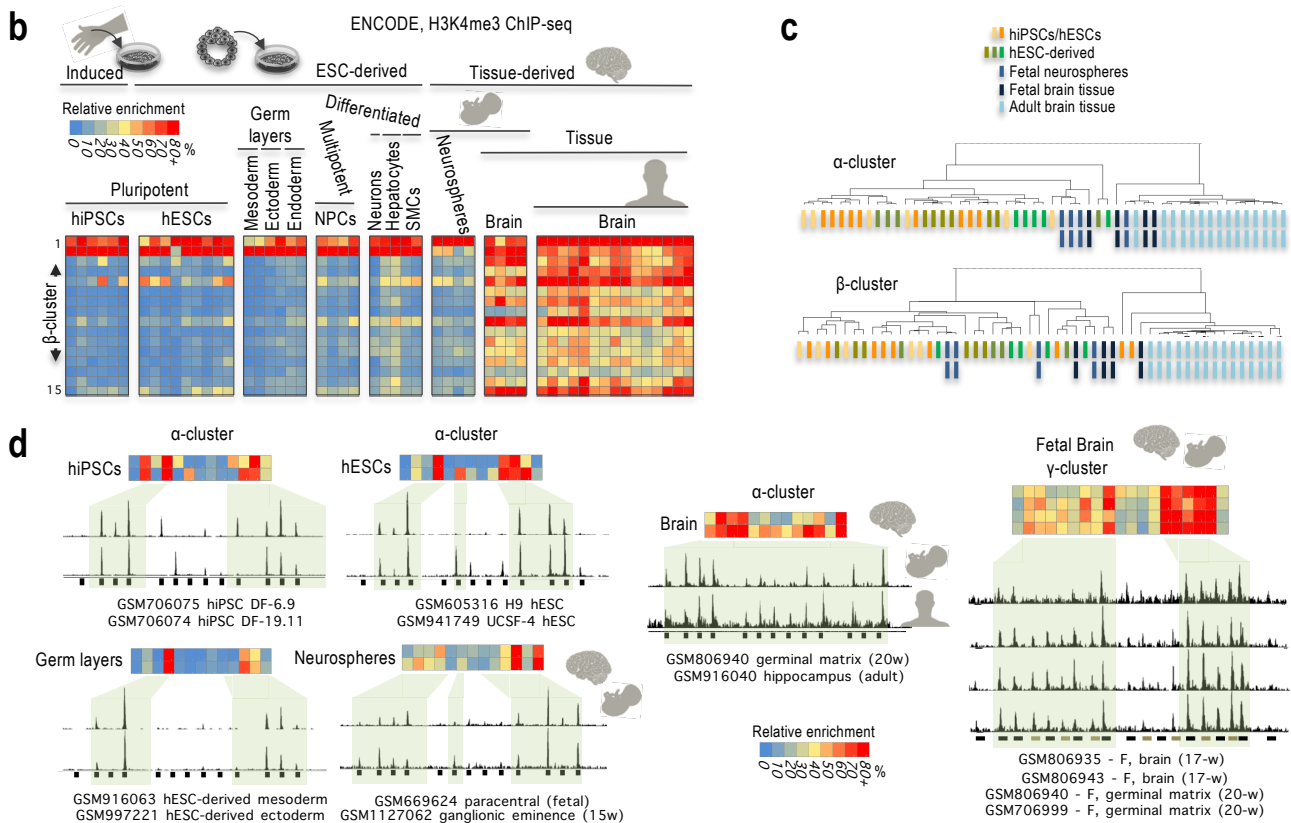 b
ENCODE, H3K4me3 ChIP-seq
Induced
ESC-derived
Tissue-derived
Relative enrichment
0 10 20 30 40 50 60 70 80+ %
Germ
layers
Differentiated
Multipotent
Tissue
Pluripotent
hiPSCs
hESCs
Mesoderm
Ectoderm
Endoderm
NPCs
Neurons
Hepatocytes
SMCs
Neurospheres
Brain
Brain
1
β-cluster
15
c
hiPSCs/hESCs
hESC-derived
Fetal neurospheres
Fetal brain tissue
Adult brain tissue
α-cluster
β-cluster
d
α-cluster
hiPSCs
GSM706075 hiPSC DF-6.9
GSM706074 hiPSC DF-19.11
α-cluster
hESCs
GSM605316 H9 hESC
GSM941749 UCSF-4 hESC
Germ layers
GSM916063 hESC-derived mesoderm
GSM997221 hESC-derived ectoderm
Neurospheres
GSM669624 paracentral (fetal)
GSM1127062 ganglionic eminence (15w)
α-cluster
Brain
GSM806940 germinal matrix (20w)
GSM916040 hippocampus (adult)
Relative enrichment
0 10 20 30 40 50 60 70 80+ %
Fetal Brain
γ-cluster
GSM806935 - F, brain (17-w)
GSM806943 - F, brain (17-w)
GSM806940 - F, germinal matrix (20-w)
GSM706999 - F, germinal matrix (20-w)